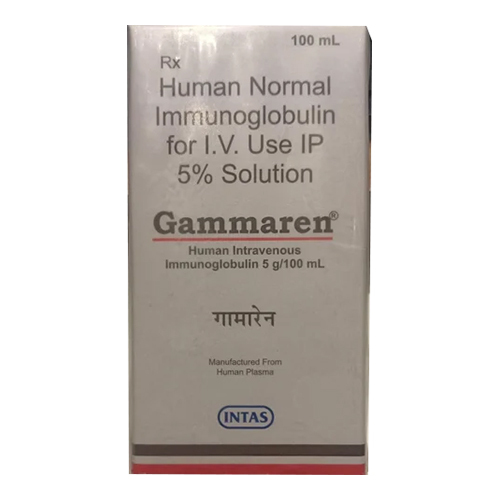 100 mL
Rx
Human Normal
Immunoglobulin
for I.V. Use IP
5% Solution
Gammaren®
Human Intravenous
Immunoglobulin 5 g/100 mL
गामारेन
Manufactured From
Human Plasma
INTAS